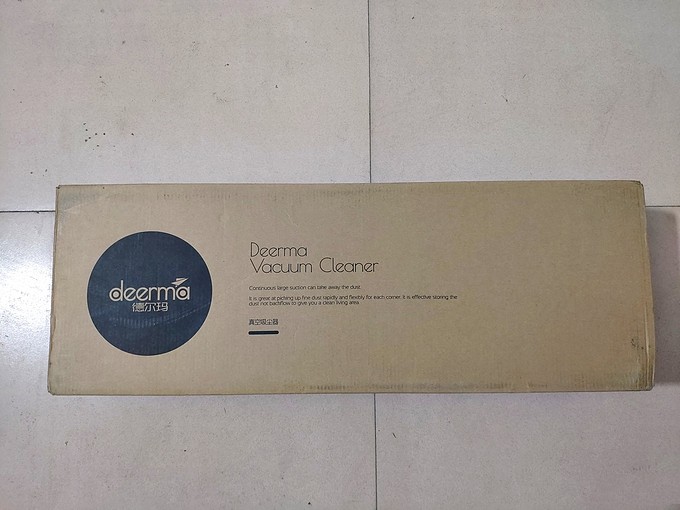 deerma
德尔玛
Deerma
Vacuum Cleaner
Continuous large suction can take away the dust.
It is great at picking up fine dust rapidly and flexibly for each corner, it is effective storing the
dust not backflow to give you a clean living area
真空吸尘器